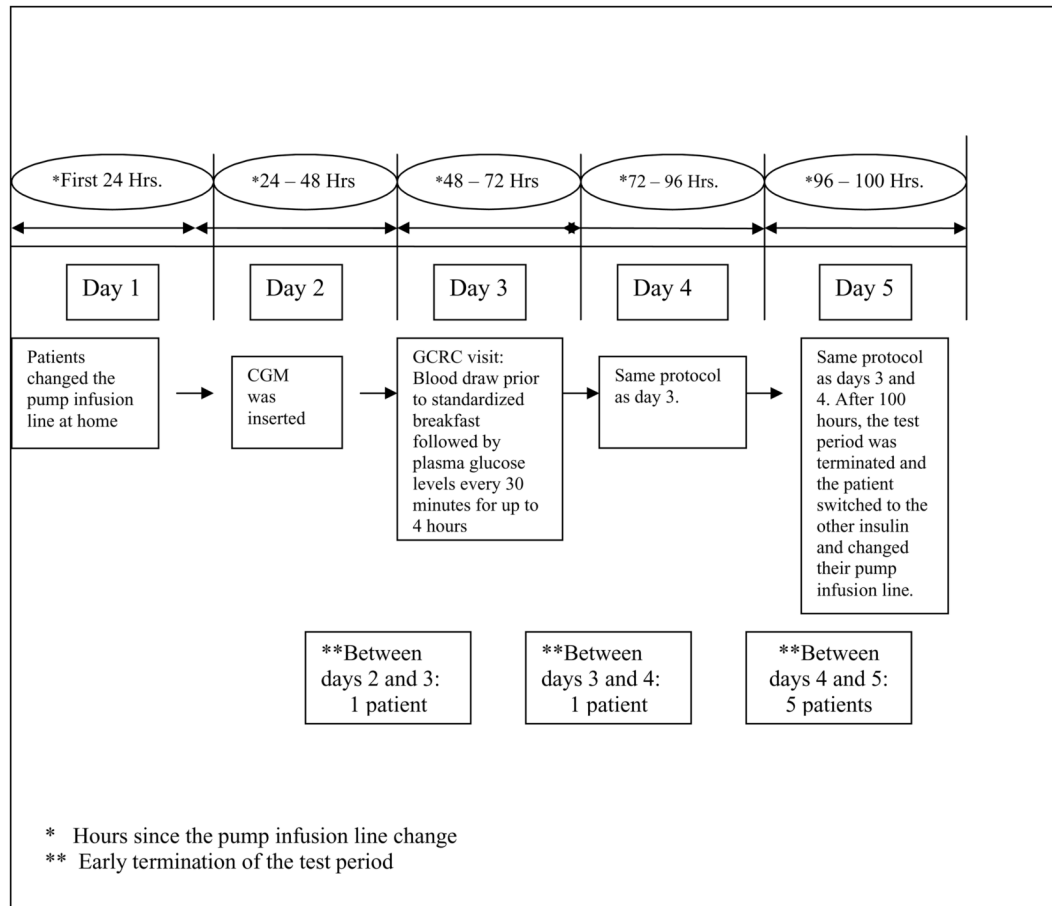 *First 24 Hrs.
*24 – 48 Hrs
*48 – 72 Hrs
*72 – 96 Hrs.
*96 – 100 Hrs.
Day 1
Day 2
Day 3
Day 4
Day 5
Patients
changed the
pump infusion
line at home
CGM
was
inserted
GCRC visit:
Blood draw prior
to standardized
breakfast
followed by
plasma glucose
levels every 30
minutes for up to
4 hours
Same protocol
as day 3.
Same protocol
as days 3 and
4. After 100
hours, the test
period was
terminated and
the patient
switched to the
other insulin
and changed
their pump
infusion line.
**Between
days 2 and 3:
1 patient
**Between
days 3 and 4:
1 patient
**Between
days 4 and 5:
5 patients
* Hours since the pump infusion line change
** Early termination of the test period